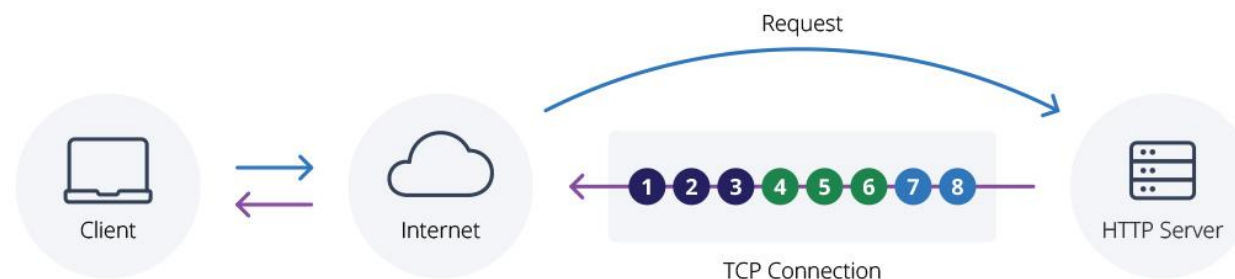 Request
1 2 3 4 5 6 7 8
Client
Internet
HTTP Server
TCP Connection